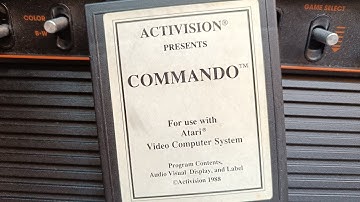 COLOR
B-W
GAME SELECT
ACTIVISION®
PRESENTS
COMMANDO™
For use with
Atari®
Video Computer System
Program Contents,
Audio Visual Display, and Label
©Activision 1988